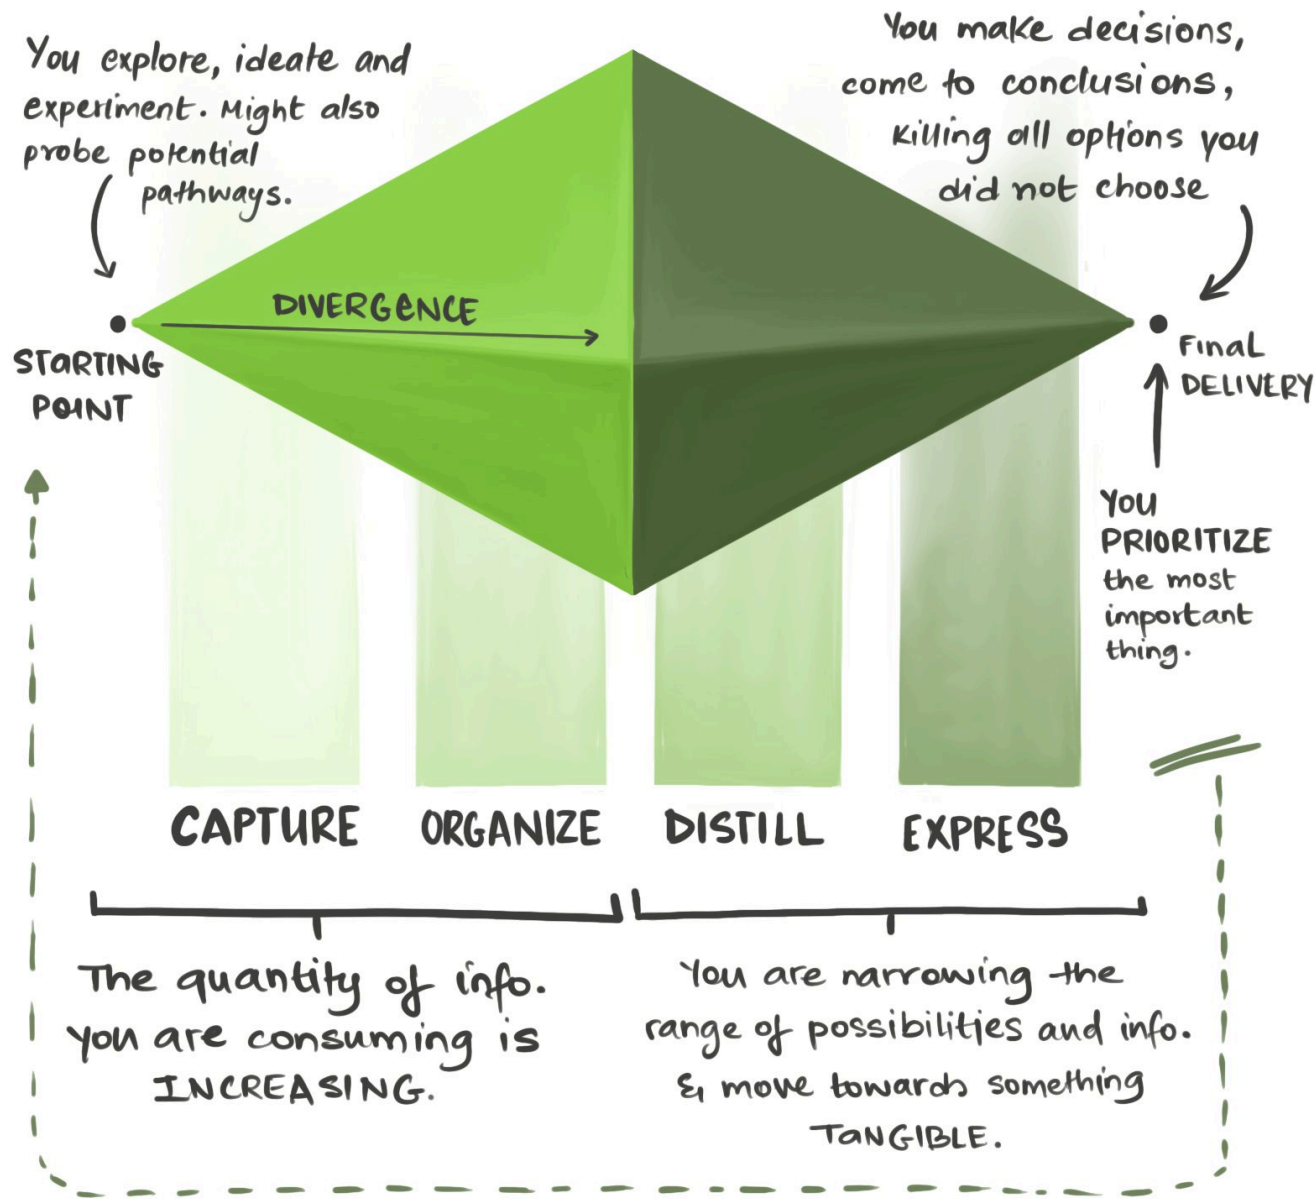 You explore, ideate and
experiment. Might also
probe potential
pathways.
You make decisions,
come to conclusions,
killing all options you
did not choose
DIVERGENCE
STARTING
POINT
Final
DELIVERY
You
PRIORITIZE
the most
important
thing.
CAPTURE
ORGANIZE
DISTILL
EXPRESS
The quantity of info.
you are consuming is
INCREASING.
You are narrowing the
range of possibilities and info.
& move towards something
TANGIBLE.